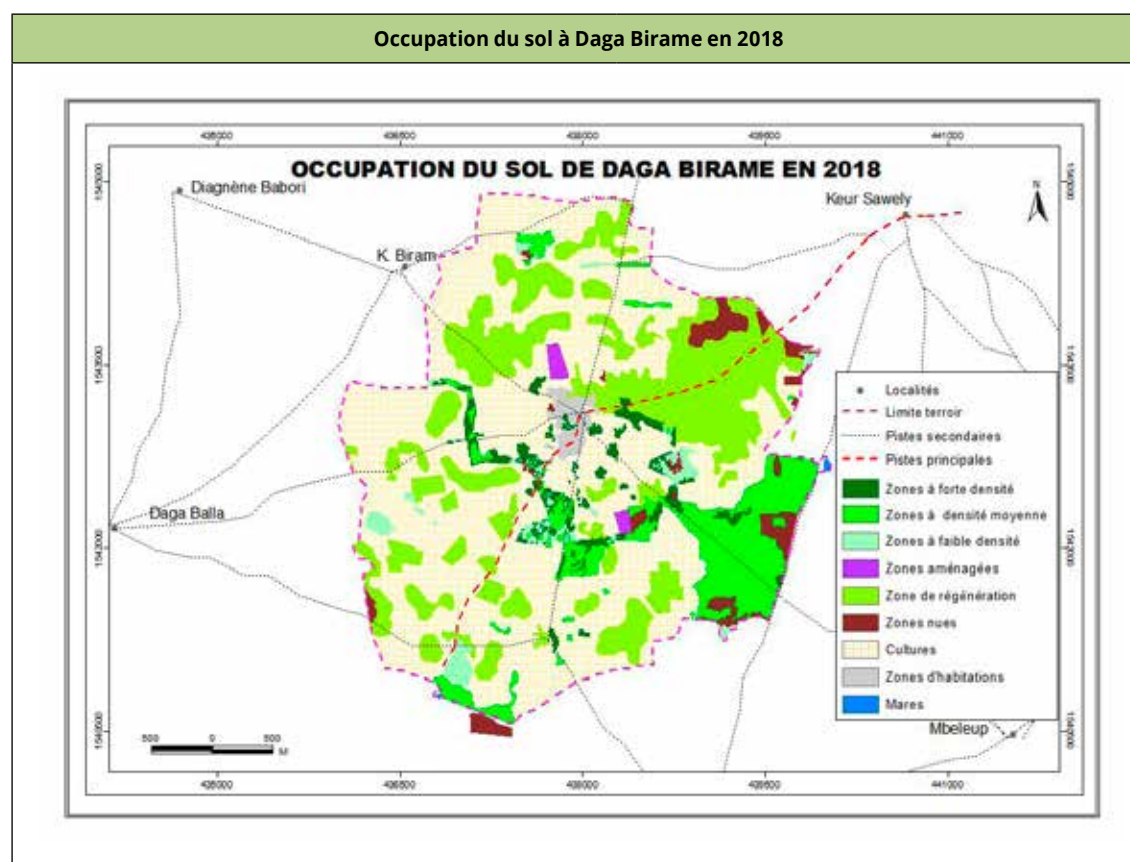 Occupation du sol à Daga Birame en 2018
OCCUPATION DU SOL DE DAGA BIRAME EN 2018
Diagnène Babori
Keur Sawely
N
K. Biram
Localités
Limite terroir
Pistes secondaires
Pistes principales
Zones à forte densité
Zones à densité moyenne
Zones à faible densité
Zones aménagées
Zone de régénération
Zones nues
Cultures
Zones d'habitations
Mares
Daga Balla
Mbeleup
500 0 500
M